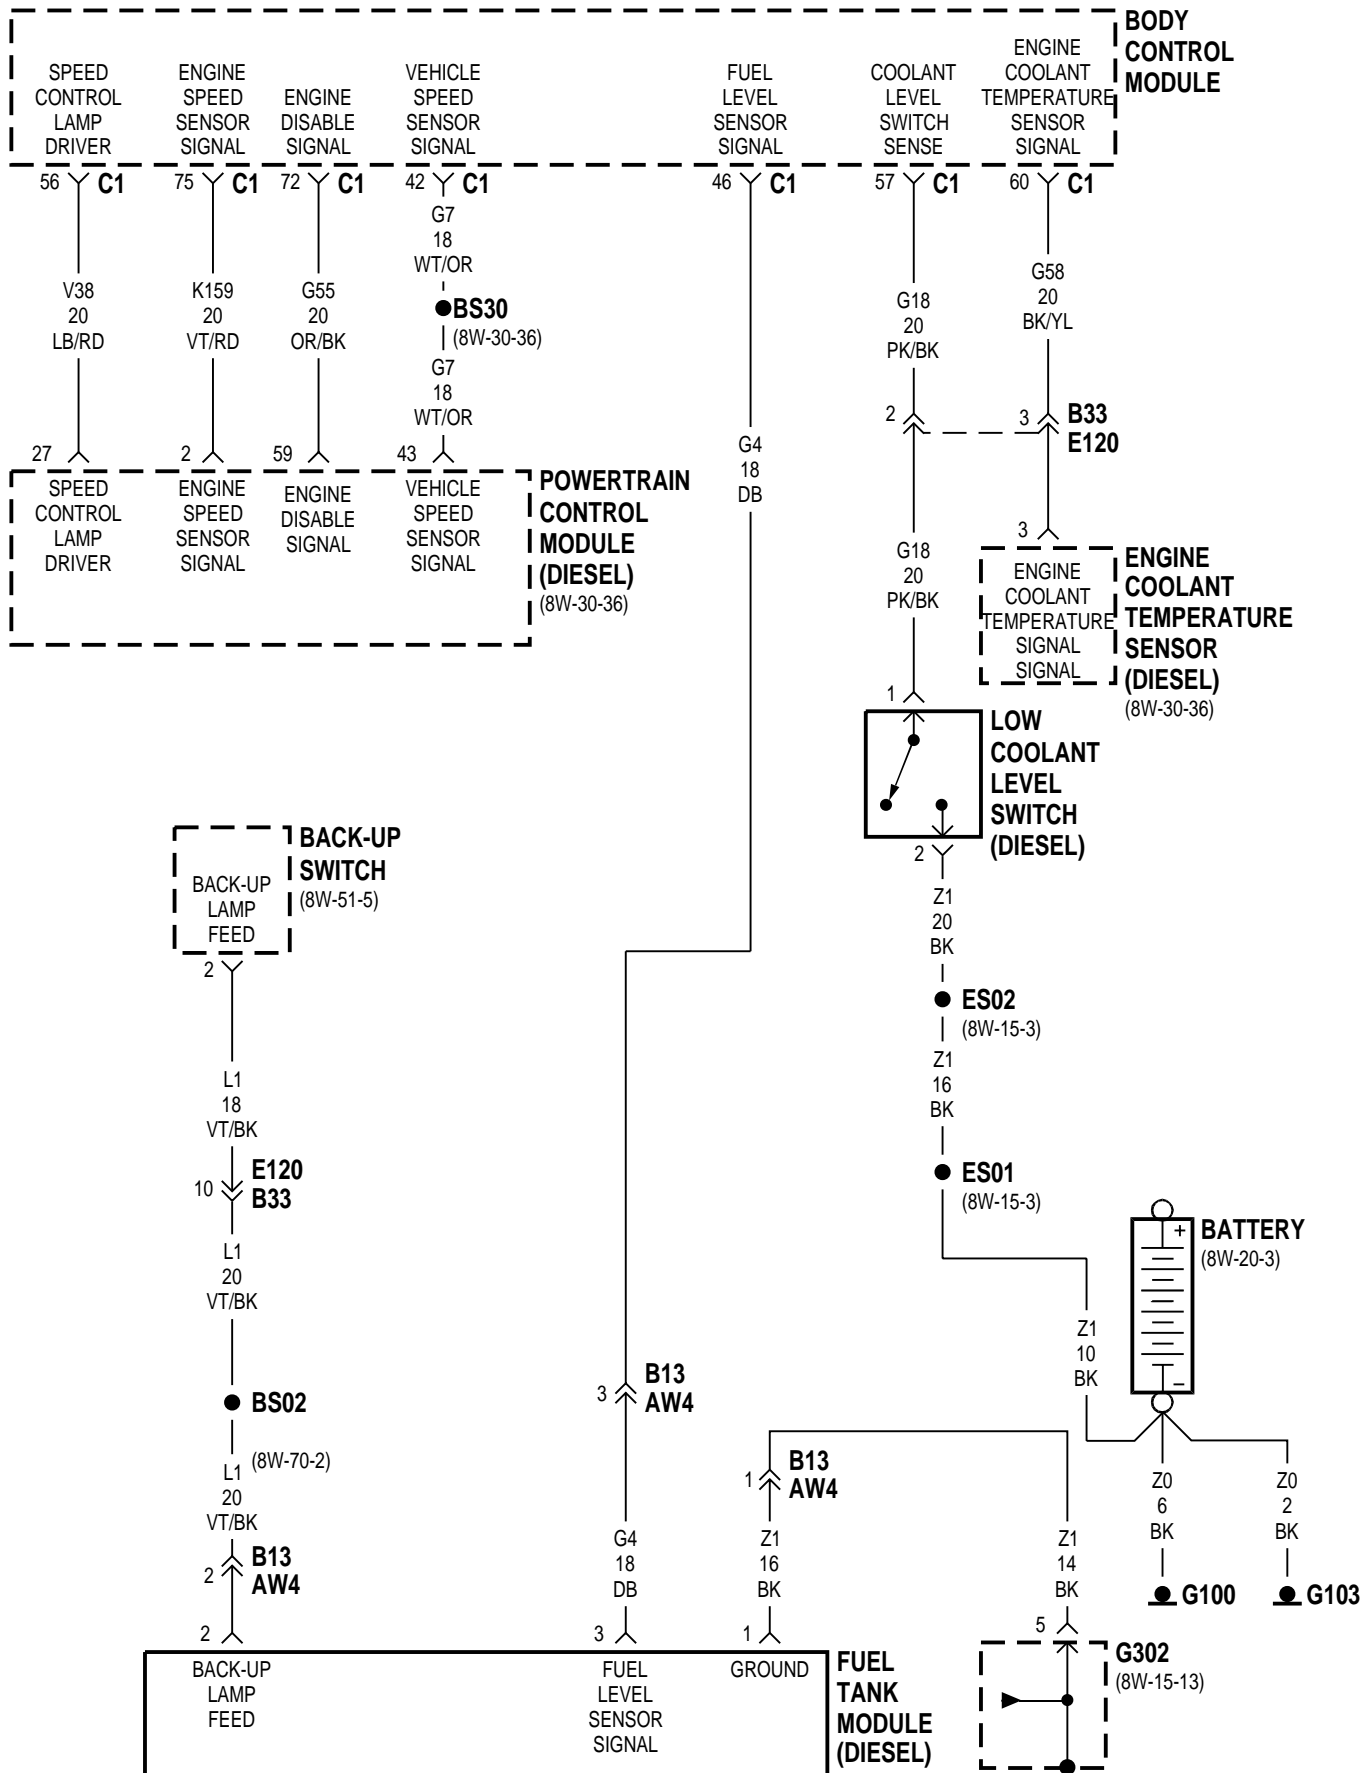 BODY
CONTROL
MODULE
SPEED
CONTROL
LAMP
DRIVER
ENGINE
SPEED
SENSOR
SIGNAL
ENGINE
DISABLE
SIGNAL
VEHICLE
SPEED
SENSOR
SIGNAL
FUEL
LEVEL
SENSOR
SIGNAL
COOLANT
LEVEL
SWITCH
SENSE
ENGINE
COOLANT
TEMPERATURE
SENSOR
SIGNAL
56 C1
75 C1
72 C1
42 C1
46 C1
57 C1
60 C1
V38
20
LB/RD
K159
20
VT/RD
G55
20
OR/BK
G7
18
WT/OR
BS30
(8W-30-36)
G7
18
WT/OR
G4
18
DB
G18
20
PK/BK
G58
20
BK/YL
2
3
B33
E120
27
2
59
43
SPEED
CONTROL
LAMP
DRIVER
ENGINE
SPEED
SENSOR
SIGNAL
ENGINE
DISABLE
SIGNAL
VEHICLE
SPEED
SENSOR
SIGNAL
POWERTRAIN
CONTROL
MODULE
(DIESEL)
(8W-30-36)
G18
20
PK/BK
3
ENGINE
COOLANT
TEMPERATURE
SIGNAL
SIGNAL
ENGINE
COOLANT
TEMPERATURE
SENSOR
(DIESEL)
(8W-30-36)
1
LOW
COOLANT
LEVEL
SWITCH
(DIESEL)
2
Z1
20
BK
ES02
(8W-15-3)
Z1
16
BK
ES01
(8W-15-3)
BACK-UP
LAMP
FEED
BACK-UP
SWITCH
(8W-51-5)
2
L1
18
VT/BK
10
E120
B33
L1
20
VT/BK
BS02
(8W-70-2)
L1
20
VT/BK
2
B13
AW4
3
B13
AW4
1
B13
AW4
+
−
BATTERY
(8W-20-3)
Z1
10
BK
Z0
6
BK
Z0
2
BK
G100
G103
G4
18
DB
Z1
16
BK
Z1
14
BK
2
3
1
5
BACK-UP
LAMP
FEED
FUEL
LEVEL
SENSOR
SIGNAL
GROUND
FUEL
TANK
MODULE
(DIESEL)
G302
(8W-15-13)